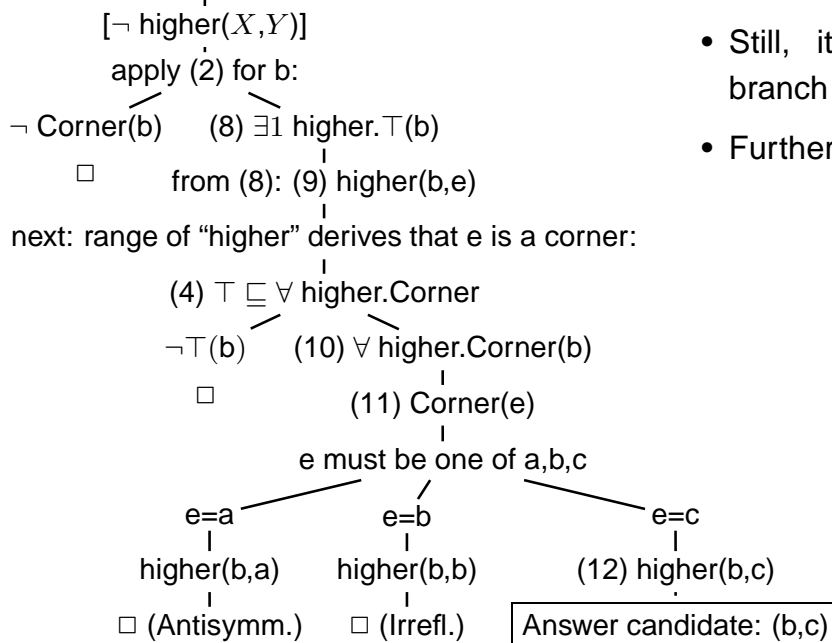 [¬ higher(X,Y)]
apply (2) for b:
¬ Corner(b) (8) ∃1 higher.⊤(b)
□ from (8): (9) higher(b,e)
next: range of “higher” derives that e is a corner:
(4) ⊤ ⊑ ∀ higher.Corner
¬⊤(b) (10) ∀ higher.Corner(b)
□ (11) Corner(e)
e must be one of a,b,c
e=a e=b e=c
higher(b,a) higher(b,b) (12) higher(b,c)
□ (Antisymm.) □ (Irrefl.) Answer candidate: (b,c)
• Still, it
branch
• Further